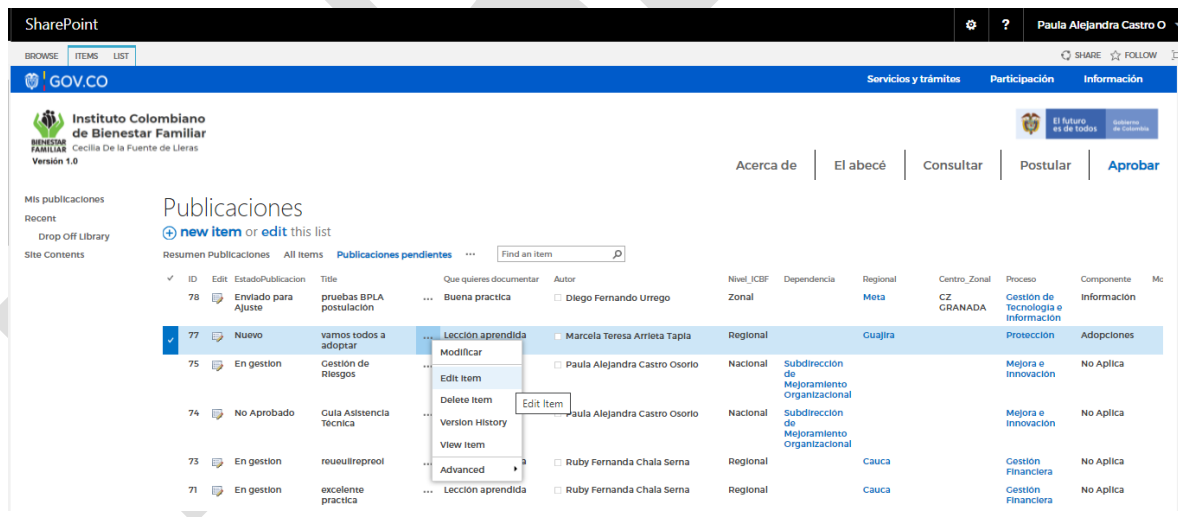 SharePoint
? Paula Alejandra Castro O
BROWSE ITEMS LIST SHARE FOLLOW
GOV.CO Servicios y trámites Participación Información
Instituto Colombiano
de Bienestar Familiar
Cecilia De la Fuente de Lleras
BIENESTAR
FAMILIAR
Versión 1.0
El futuro
es de todos
Gobierno
de Colombia
Acerca de El abecé Consultar Postular Aprobar
Mis publicaciones
Recent
Drop Off Library
Site Contents
Publicaciones
new item or edit this list
Resumen Publicaciones All Items Publicaciones pendientes ... Find an item
ID Edit EstadoPublicacion Title Que quieres documentar Autor Nivel_ICBF Dependencia Regional Centro_Zonal Proceso Componente Mo
78 Enviado para Ajuste pruebas BPLA postulación ... Buena practica Diego Fernando Urrego Zonal Meta CZ GRANADA Gestión de Tecnología e Información Información
77 Nuevo vamos todos a adoptar ... Lección aprendida Marcela Teresa Arrieta Tapia Regional Guajira Protección Adopciones
75 En gestion Gestión de Riesgos ... Paula Alejandra Castro Osorio Nacional Subdirección de Mejoramiento Organizacional Mejora e Innovación No Aplica
74 No Aprobado Guia Asistencia Técnica ... Paula Alejandra Castro Osorio Nacional Subdirección de Mejoramiento Organizacional Mejora e Innovación No Aplica
73 En gestion reueuiirepreol ... a Ruby Fernanda Chala Serna Regional Cauca Gestión Financiera No Aplica
71 En gestion excelente practica ... Lección aprendida Ruby Fernanda Chala Serna Regional Cauca Gestión Financiera No Aplica
Modificar
Edit Item
Delete Item
Version History
View Item
Advanced
Edit Item